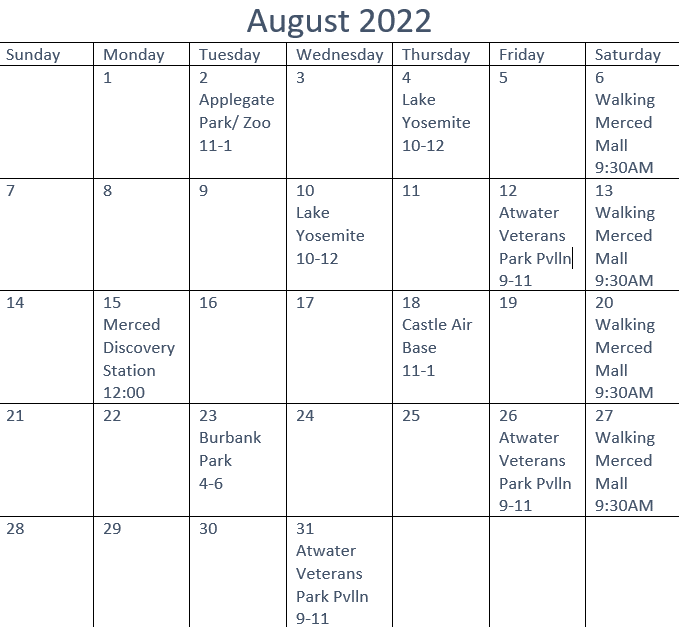 August 2022
Sunday Monday Tuesday Wednesday Thursday Friday Saturday
1
2
Applegate
Park/ Zoo
11-1
3
4
Lake
Yosemite
10-12
5
6
Walking
Merced
Mall
9:30AM
7
8
9
10
Lake
Yosemite
10-12
11
12
Atwater
Veterans
Park Pvlln
9-11
13
Walking
Merced
Mall
9:30AM
14
15
Merced
Discovery
Station
12:00
16
17
18
Castle Air
Base
11-1
19
20
Walking
Merced
Mall
9:30AM
21
22
23
Burbank
Park
4-6
24
25
26
Atwater
Veterans
Park Pvlln
9-11
27
Walking
Merced
Mall
9:30AM
28
29
30
31
Atwater
Veterans
Park Pvlln
9-11